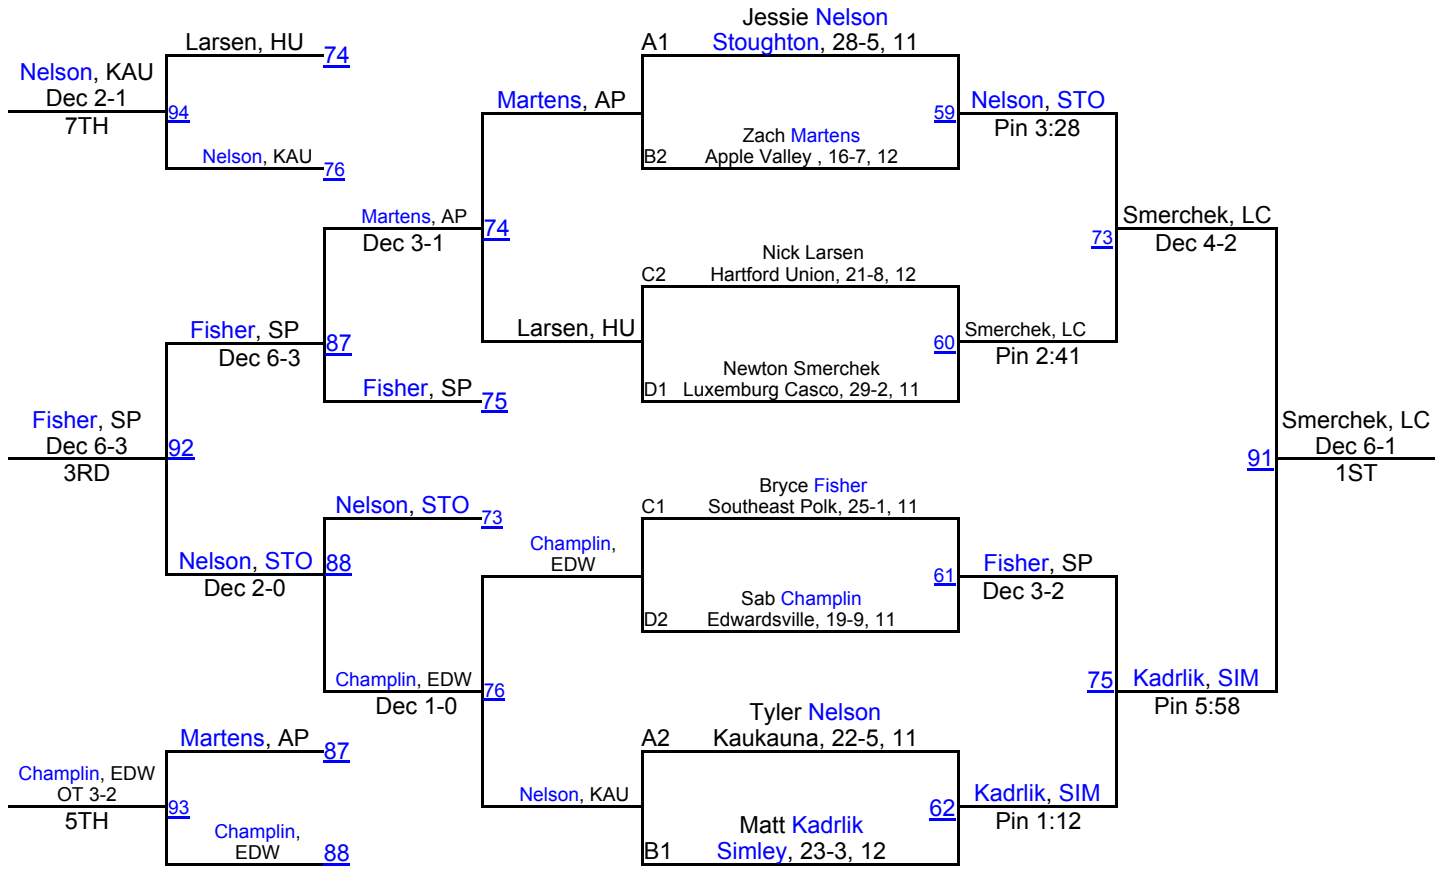 Jessie Nelson
A1 Stoughton, 28-5, 11
Larsen, HU 74
Nelson, KAU
Dec 2-1
94
7TH
Nelson, KAU 76
Martens, AP
59
Nelson, STO
Pin 3:28
Zach Martens
B2 Apple Valley , 16-7, 12
Martens, AP
Dec 3-1
74
Smerchek, LC
Dec 4-2
73
Nick Larsen
C2 Hartford Union, 21-8, 12
Fisher, SP
Dec 6-3
87
Larsen, HU
60
Smerchek, LC
Pin 2:41
Newton Smerchek
D1 Luxemburg Casco, 29-2, 11
Fisher, SP 75
Fisher, SP
Dec 6-3
92
3RD
Smerchek, LC
Dec 6-1
91
1ST
Bryce Fisher
C1 Southeast Polk, 25-1, 11
Nelson, STO 73
Champlin,
EDW
Nelson, STO
Dec 2-0
88
61
Fisher, SP
Dec 3-2
Sab Champlin
D2 Edwardsville, 19-9, 11
Champlin, EDW
Dec 1-0
76
75
Kadrlik, SIM
Pin 5:58
Tyler Nelson
A2 Kaukauna, 22-5, 11
Martens, AP 87
Champlin, EDW
OT 3-2
93
5TH
Champlin,
EDW 88
Nelson, KAU
62
Kadrlik, SIM
Pin 1:12
Matt Kadrlik
B1 Simley, 23-3, 12